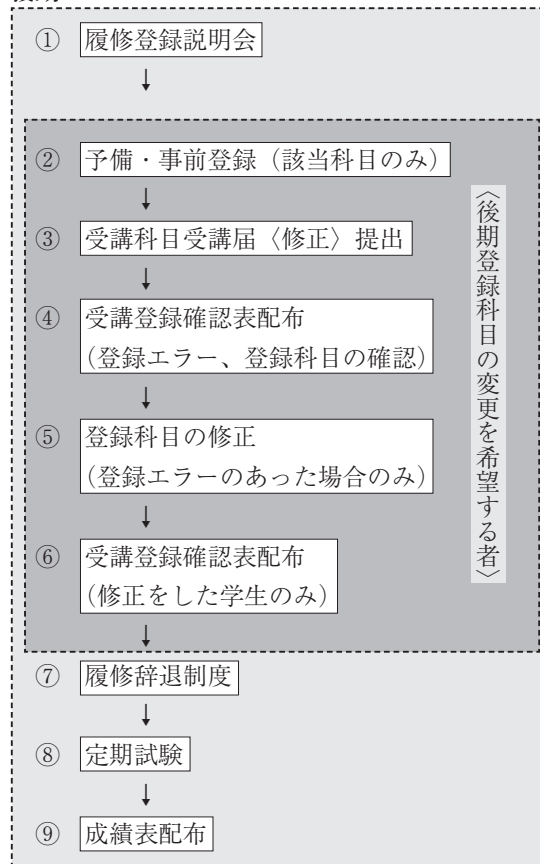 ① 履修登録説明会
↓
② 予備・事前登録（該当科目のみ）
↓
③ 受講科目受講届〈修正〉提出
↓
④ 受講登録確認表配布
（登録エラー、登録科目の確認）
↓
⑤ 登録科目の修正
（登録エラーのあった場合のみ）
↓
⑥ 受講登録確認表配布
（修正をした学生のみ）
↓
〈後期登録科目の変更を希望する者〉
⑦ 履修辞退制度
↓
⑧ 定期試験
↓
⑨ 成績表配布